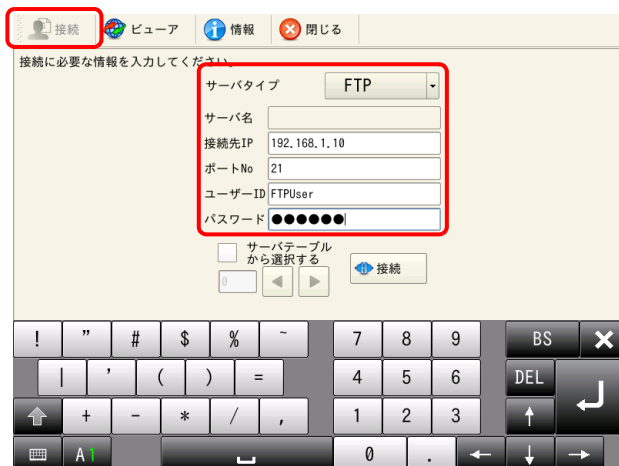 接続 ビューア 情報 閉じる
接続に必要な情報を入力してください。
サーバタイプ FTP
サーバ名
接続先IP 192.168.1.10
ポートNo 21
ユーザーID FTPUser
パスワード ●●●●●●
サーバテーブル
から選択する
接続
0
! ” # $ % ~ 7 8 9 BS
| ’ ( ) = 4 5 6 DEL
+ - * / , 1 2 3 ↑
A1 0 . ← ↓ →